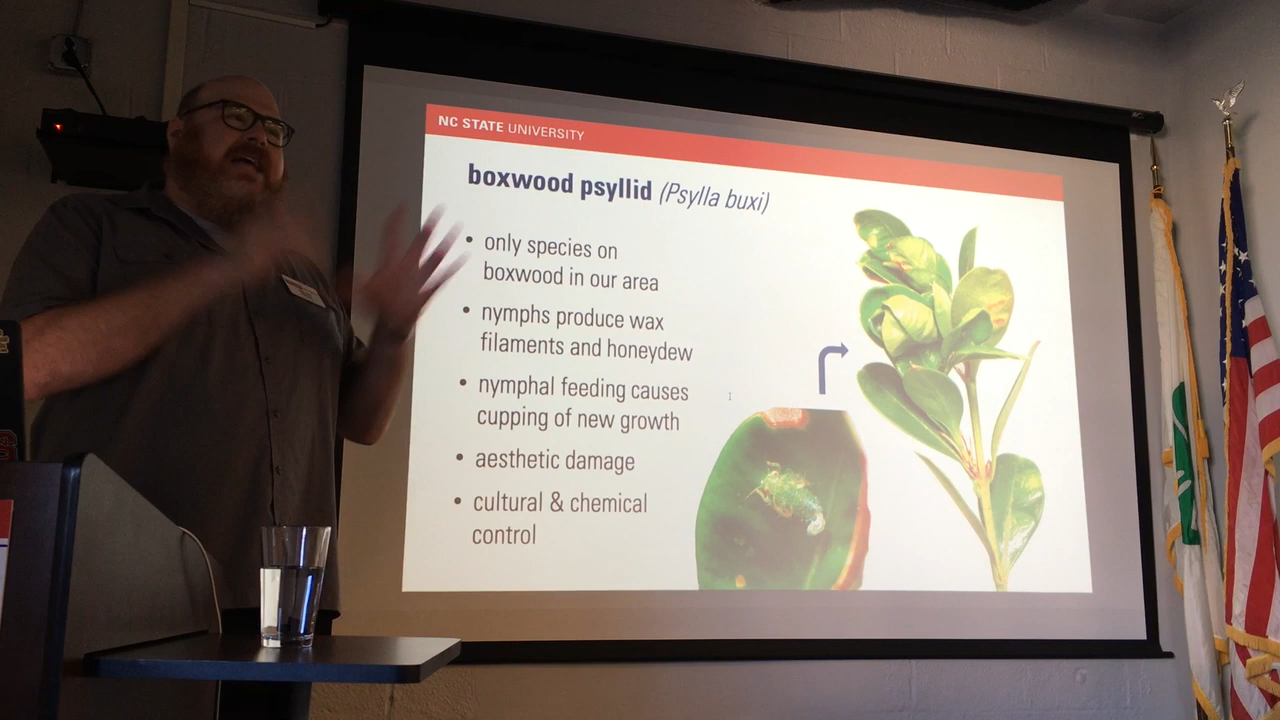 NC STATE UNIVERSITY
boxwood psyllid (Psylla buxi)
• only species on
boxwood in our area
• nymphs produce wax
filaments and honeydew
• nymphal feeding causes
cupping of new growth
• aesthetic damage
• cultural & chemical
control